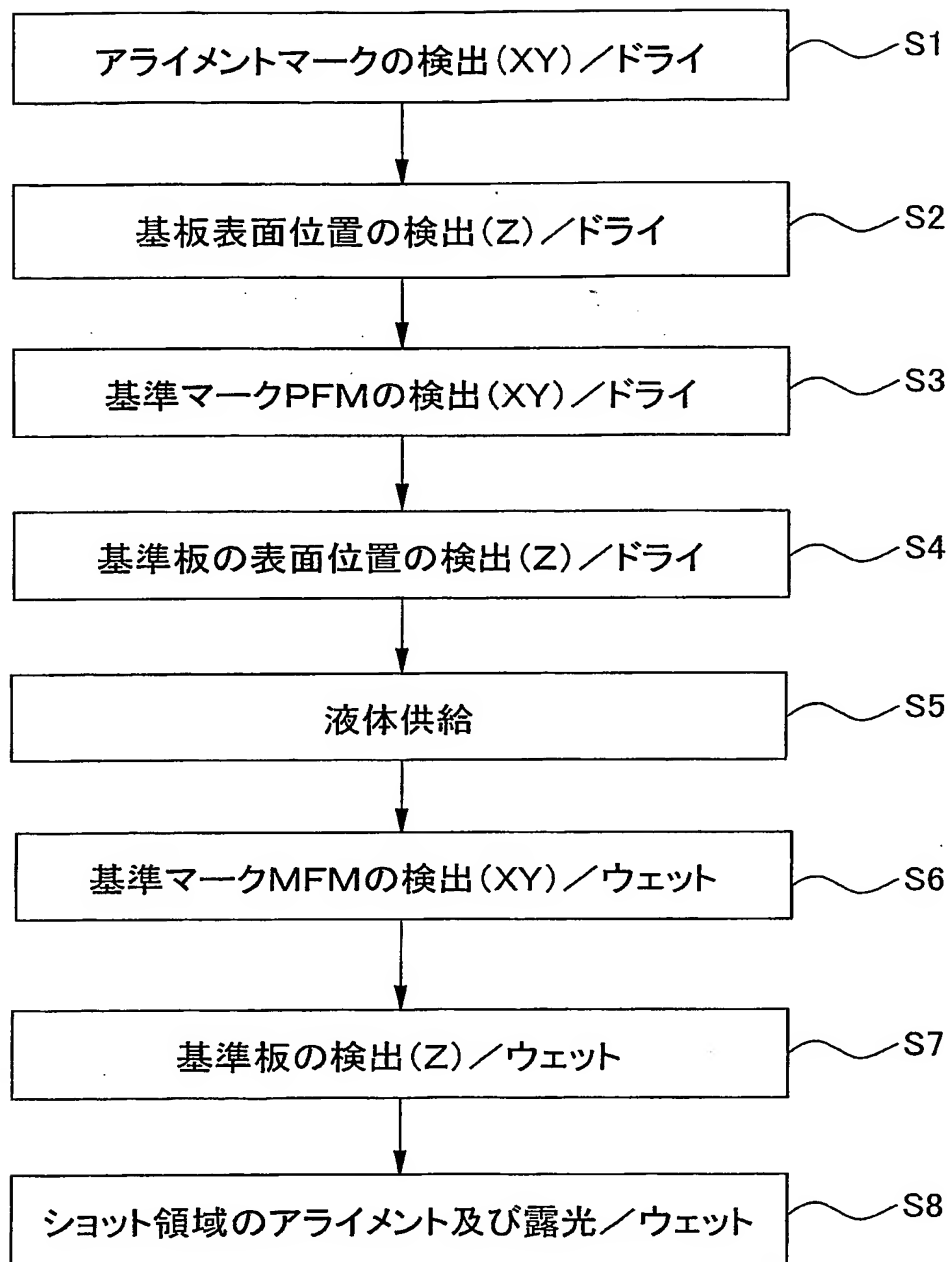 アライメントマークの検出(XY)/ドライ
S1
基板表面位置の検出(Z)/ドライ
S2
基準マークPFMの検出(XY)/ドライ
S3
基準板の表面位置の検出(Z)/ドライ
S4
液体供給
S5
基準マークMFMの検出(XY)/ウェット
S6
基準板の検出(Z)/ウェット
S7
ショット領域のアライメント及び露光/ウェット
S8